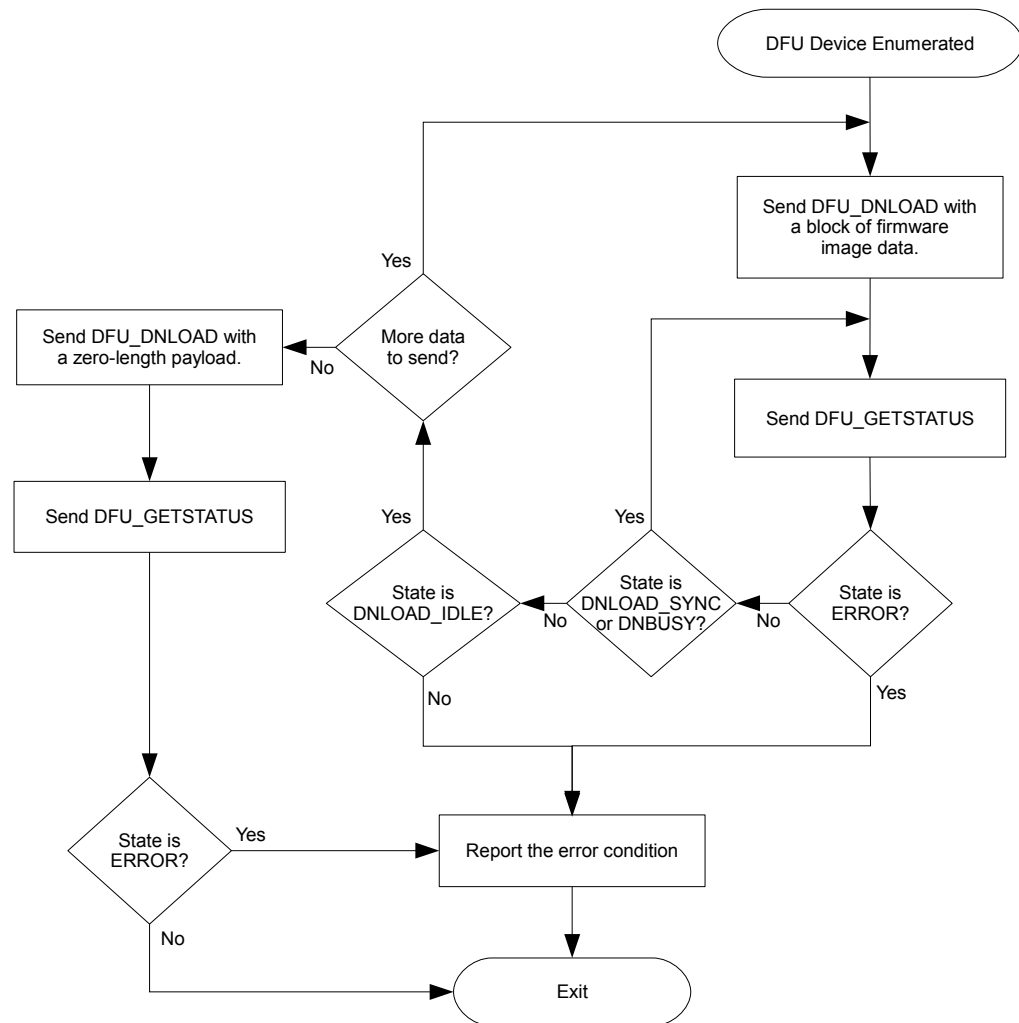 DFU Device Enumerated
Send DFU_DNLOAD with
a block of firmware
image data.
Yes
More data
to send?
No
Send DFU_DNLOAD with
a zero-length payload.
Send DFU_GETSTATUS
Send DFU_GETSTATUS
Yes
Yes
State is
DNLOAD_IDLE?
No
State is
DNLOAD_SYNC
or DNBUSY?
No
State is
ERROR?
No
Yes
State is
ERROR?
Yes
No
Report the error condition
Exit